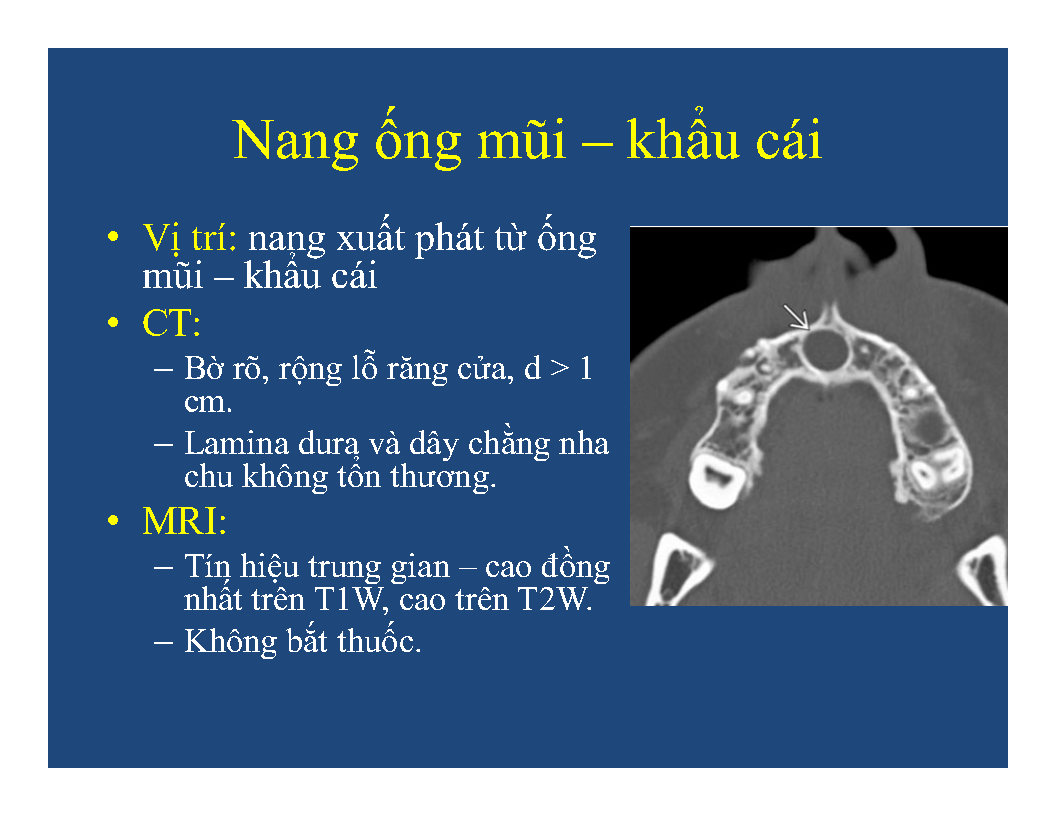 Nang ống mũi – khẩu cái
• Vị trí: nang xuất phát từ ống
mũi – khẩu cái
• CT:
– Bờ rõ, rộng lỗ răng cửa, d > 1
cm.
– Lamina dura và dây chằng nha
chu không tổn thương.
• MRI:
– Tín hiệu trung gian – cao đồng
nhất trên T1W, cao trên T2W.
– Không bắt thuốc.